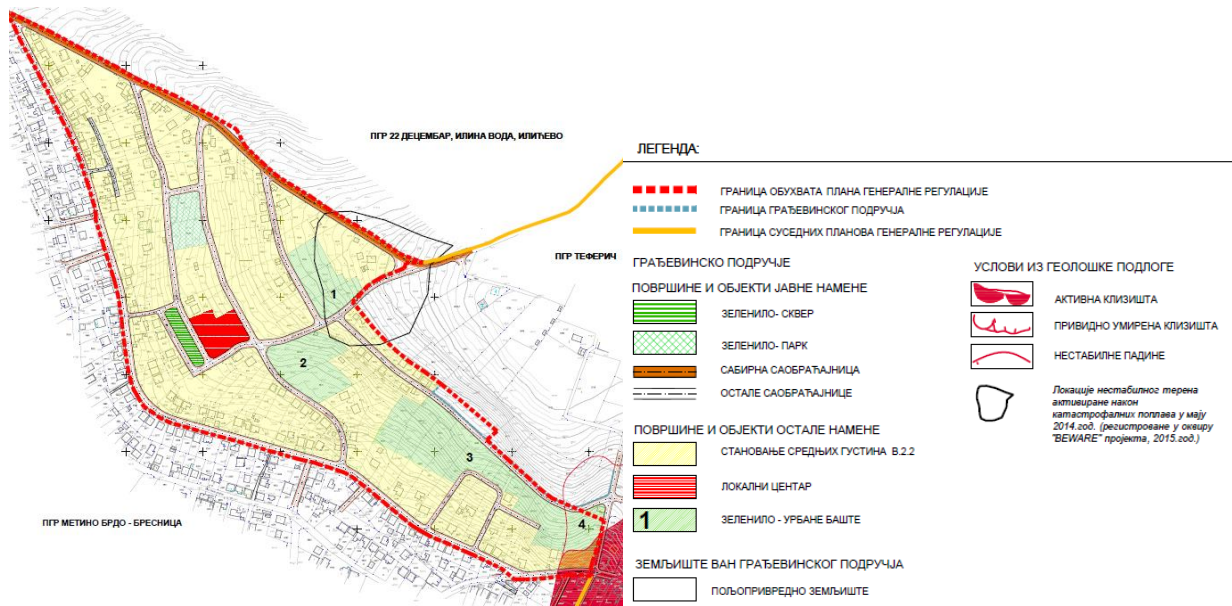 ПГР 22 ДЕЦЕМБАР, ИЛИНА ВОДА, ИЛИЋЕВО
ПГР ТЕФЕРИЧ
1
2
3
4
ПГР МЕТИНО БРДО - БРЕСНИЦА
ЛЕГЕНДА:
ГРАНИЦА ОБУХВАТА ПЛАНА ГЕНЕРАЛНЕ РЕГУЛАЦИЈЕ
ГРАНИЦА ГРАЂЕВИНСКОГ ПОДРУЧЈА
ГРАНИЦА СУСЕДНИХ ПЛАНОВА ГЕНЕРАЛНЕ РЕГУЛАЦИЈЕ
ГРАЂЕВИНСКО ПОДРУЧЈЕ
ПОВРШИНЕ И ОБЈЕКТИ ЈАВНЕ НАМЕНЕ
ЗЕЛЕНИЛО- СКВЕР
ЗЕЛЕНИЛО- ПАРК
САБИРНА САОБРАЋАЈНИЦА
ОСТАЛЕ САОБРАЋАЈНИЦЕ
ПОВРШИНЕ И ОБЈЕКТИ ОСТАЛЕ НАМЕНЕ
СТАНОВАЊЕ СРЕДЊИХ ГУСТИНА В.2.2
ЛОКАЛНИ ЦЕНТАР
1
ЗЕЛЕНИЛО - УРБАНЕ БАШТЕ
ЗЕМЉИШТЕ ВАН ГРАЂЕВИНСКОГ ПОДРУЧЈА
ПОЉОПРИВРЕДНО ЗЕМЉИШТЕ
УСЛОВИ ИЗ ГЕОЛОШКЕ ПОДЛОГЕ
АКТИВНА КЛИЗИШТА
ПРИВИДНО УМИРЕНА КЛИЗИШТА
НЕСТАБИЛНЕ ПАДИНЕ
Локације нестабилног терена
активиране након
катастрофалних поплава у мају
2014.год. (регистроване у оквиру
"BEWARE" пројекта, 2015.год.)